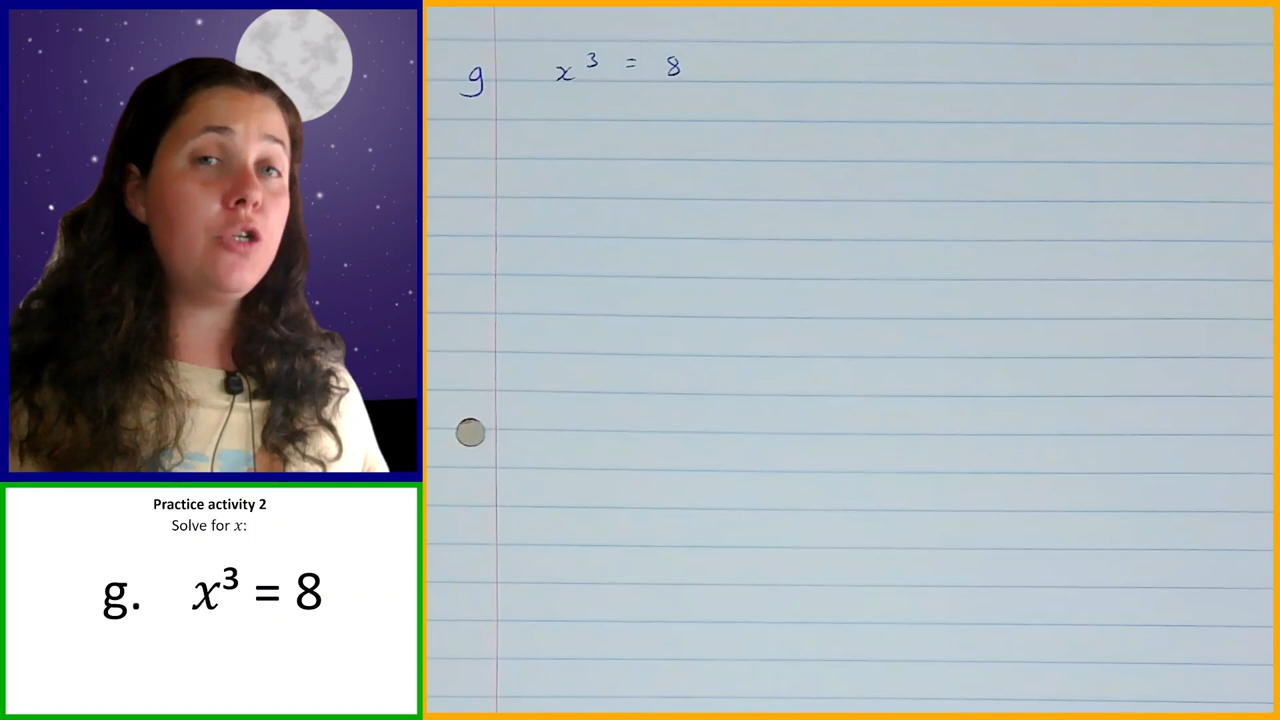 g x³ = 8
Practice activity 2
Solve for x:
g. x³ = 8